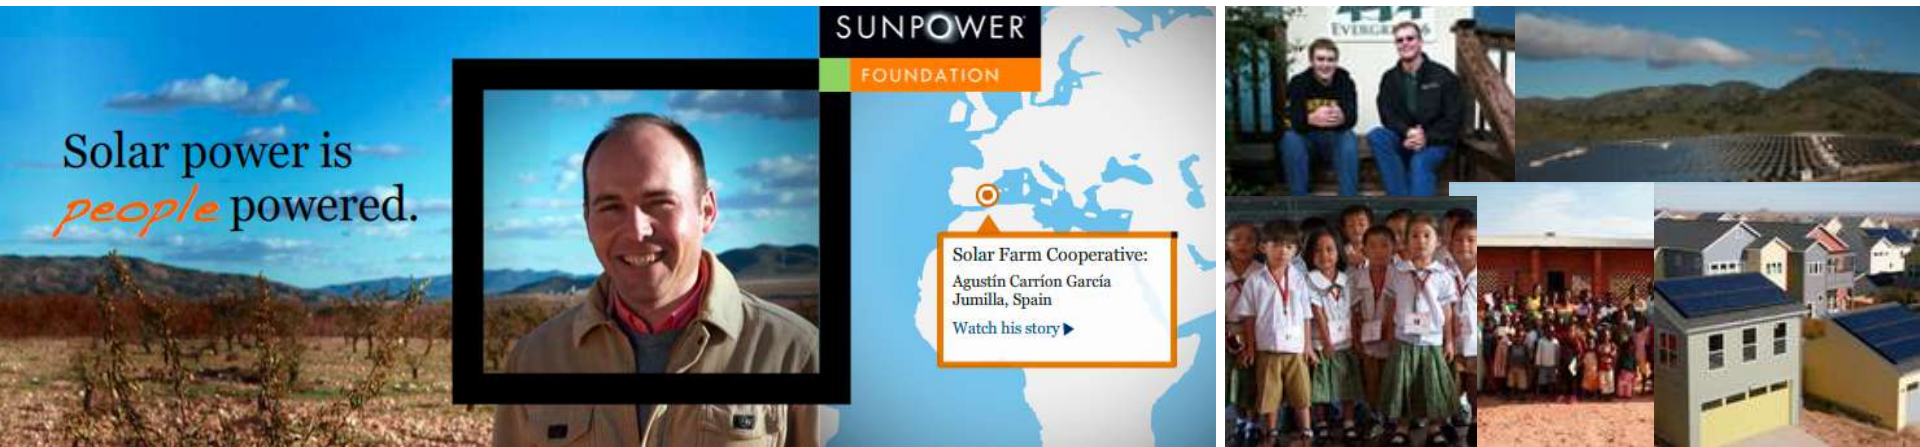 Solar power is
people powered.
SUNPOWER
FOUNDATION
Solar Farm Cooperative:
Agustín Carríon García
Jumilla, Spain
Watch his story